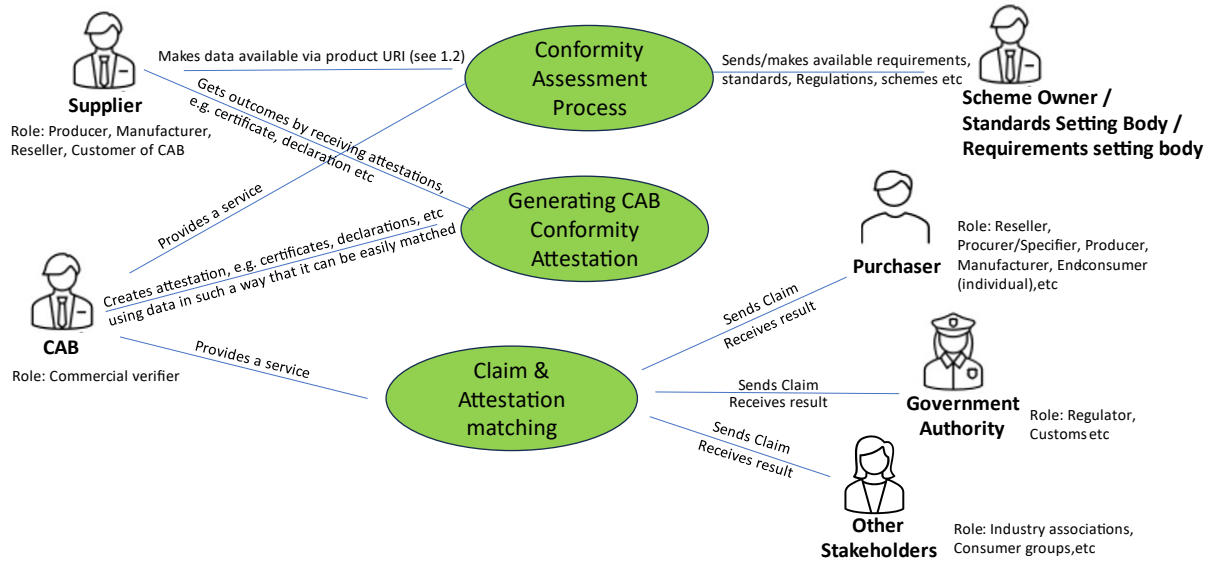 Supplier
Role: Producer, Manufacturer,
Reseller, Customer of CAB
Makes data available via product URI (see 1.2)
Gets outcomes by receiving attestations,
e.g. certificate, declaration etc
Conformity
Assessment
Process
Sends/makes available requirements,
standards, Regulations, schemes etc
Scheme Owner /
Standards Setting Body /
Requirements setting body
Provides a service
Generating CAB
Conformity
Attestation
Purchaser
Role: Reseller,
Procurer/Specifier, Producer,
Manufacturer, Endconsumer
(individual),etc
CAB
Role: Commercial verifier
Creates attestation, e.g. certificates, declarations, etc
using data in such a way that it can be easily matched
Provides a service
Claim &
Attestation
matching
Sends Claim
Receives result
Sends Claim
Receives result
Government
Authority
Role: Regulator,
Customs etc
Sends Claim
Receives result
Other
Stakeholders
Role: Industry associations,
Consumer groups,etc